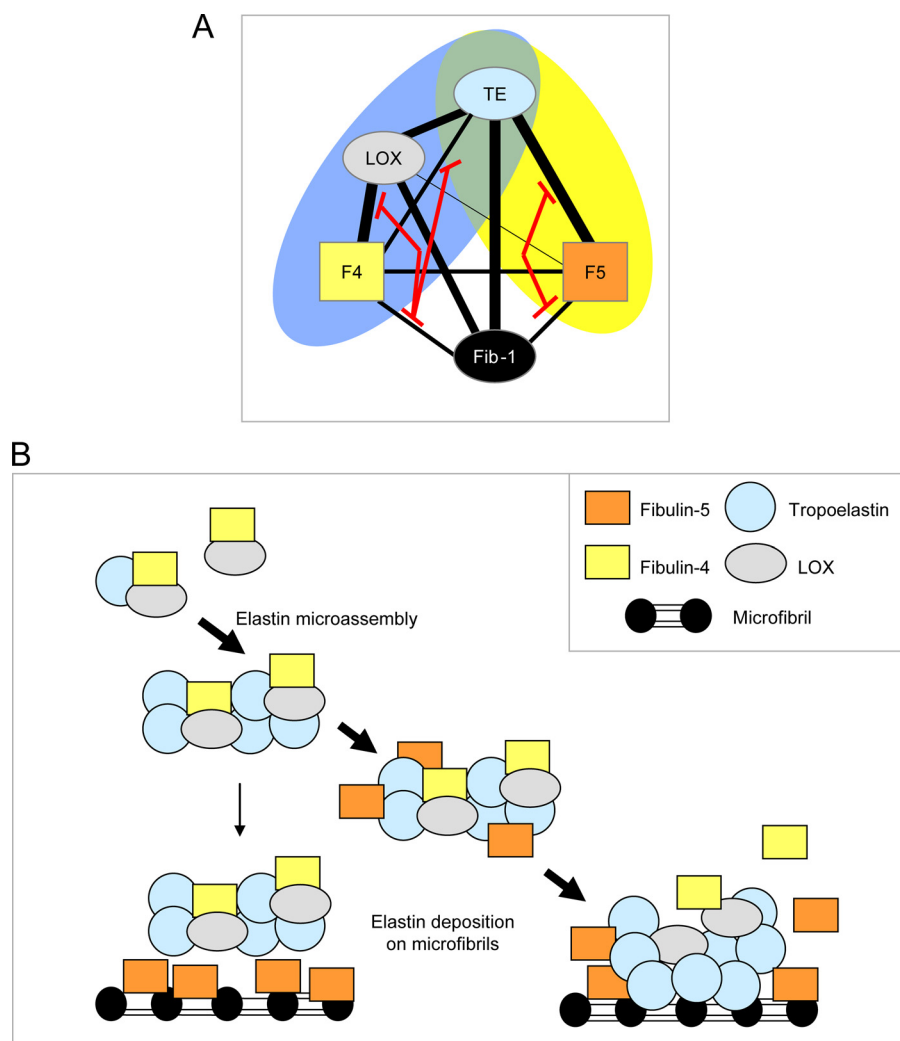 A
TE
LOX
F4
F5
Fib-1
B
Fibulin-5
Tropoelastin
Fibulin-4
LOX
Microfibril
Elastin microassembly
Elastin deposition
on microfibrils